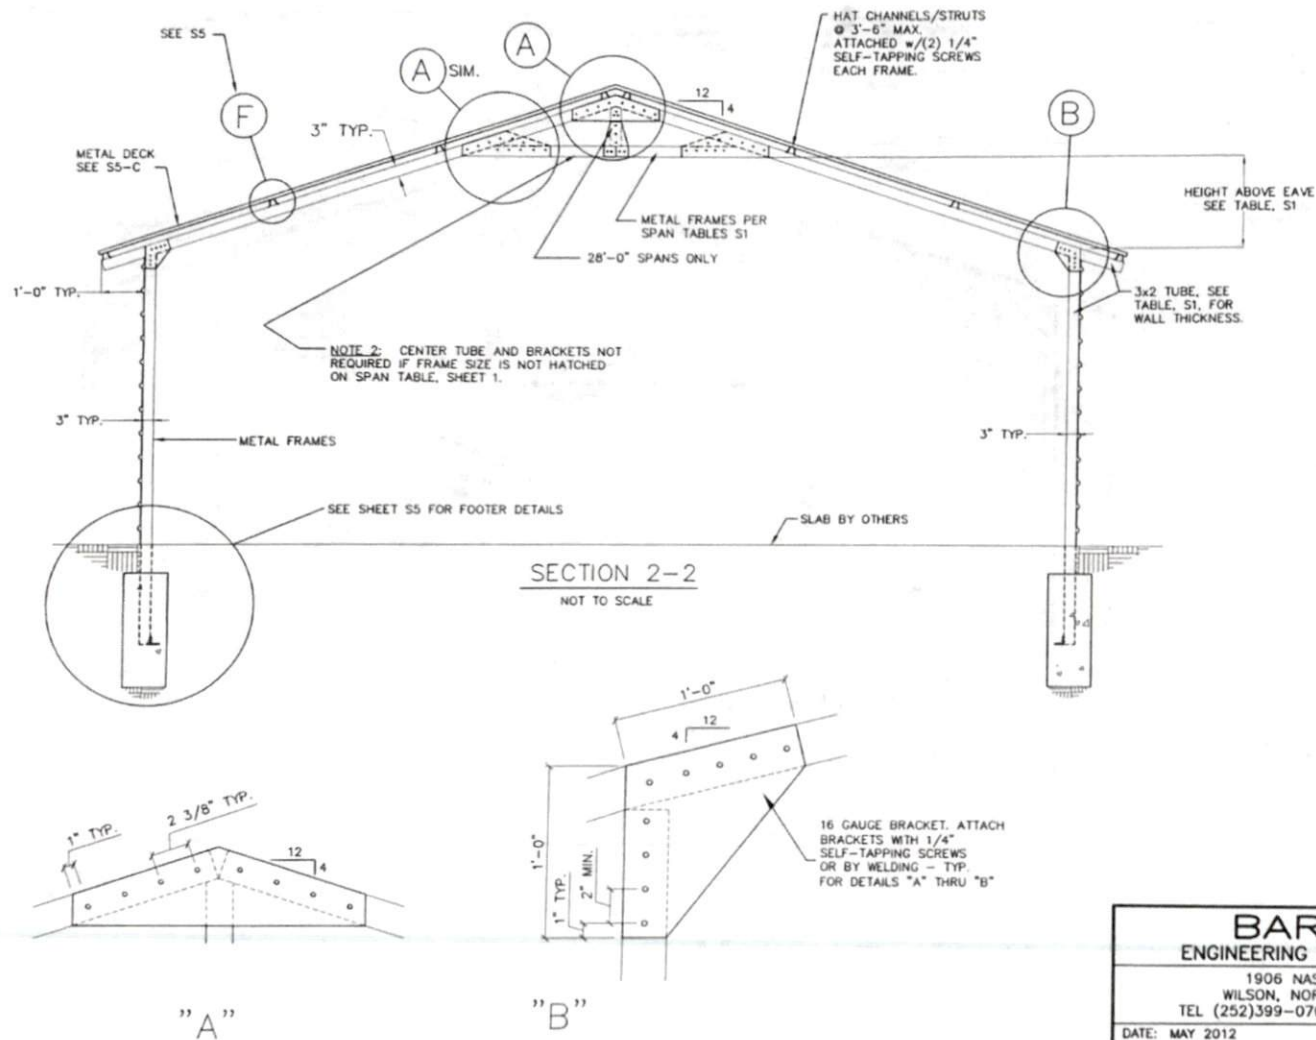 HAT CHANNELS/STRUTS
@ 3'-6" MAX.
ATTACHED w/(2) 1/4"
SELF-TAPPING SCREWS
EACH FRAME.
SEE S5
A
A
SIM.
12
4
F
3" TYP.
B
METAL DECK
SEE S5-C
HEIGHT ABOVE EAVE
SEE TABLE, S1
METAL FRAMES PER
SPAN TABLES S1
28'-0" SPANS ONLY
1'-0" TYP.
3x2 TUBE, SEE
TABLE, S1, FOR
WALL THICKNESS.
NOTE 2: CENTER TUBE AND BRACKETS NOT
REQUIRED IF FRAME SIZE IS NOT HATCHED
ON SPAN TABLE, SHEET 1.
3" TYP.
METAL FRAMES
3" TYP.
SEE SHEET S5 FOR FOOTER DETAILS
SLAB BY OTHERS
SECTION 2-2
NOT TO SCALE
1" TYP.
2 3/8" TYP.
12
4
"A"
1'-0"
12
4
1'-0"
1" TYP.
2" MIN.
16 GAUGE BRACKET. ATTACH
BRACKETS WITH 1/4"
SELF-TAPPING SCREWS
OR BY WELDING - TYP.
FOR DETAILS "A" THRU "B"
"B"
BAR
ENGINEERING
1906 NAS
WILSON, NOR
TEL (252)399-07
DATE: MAY 2012